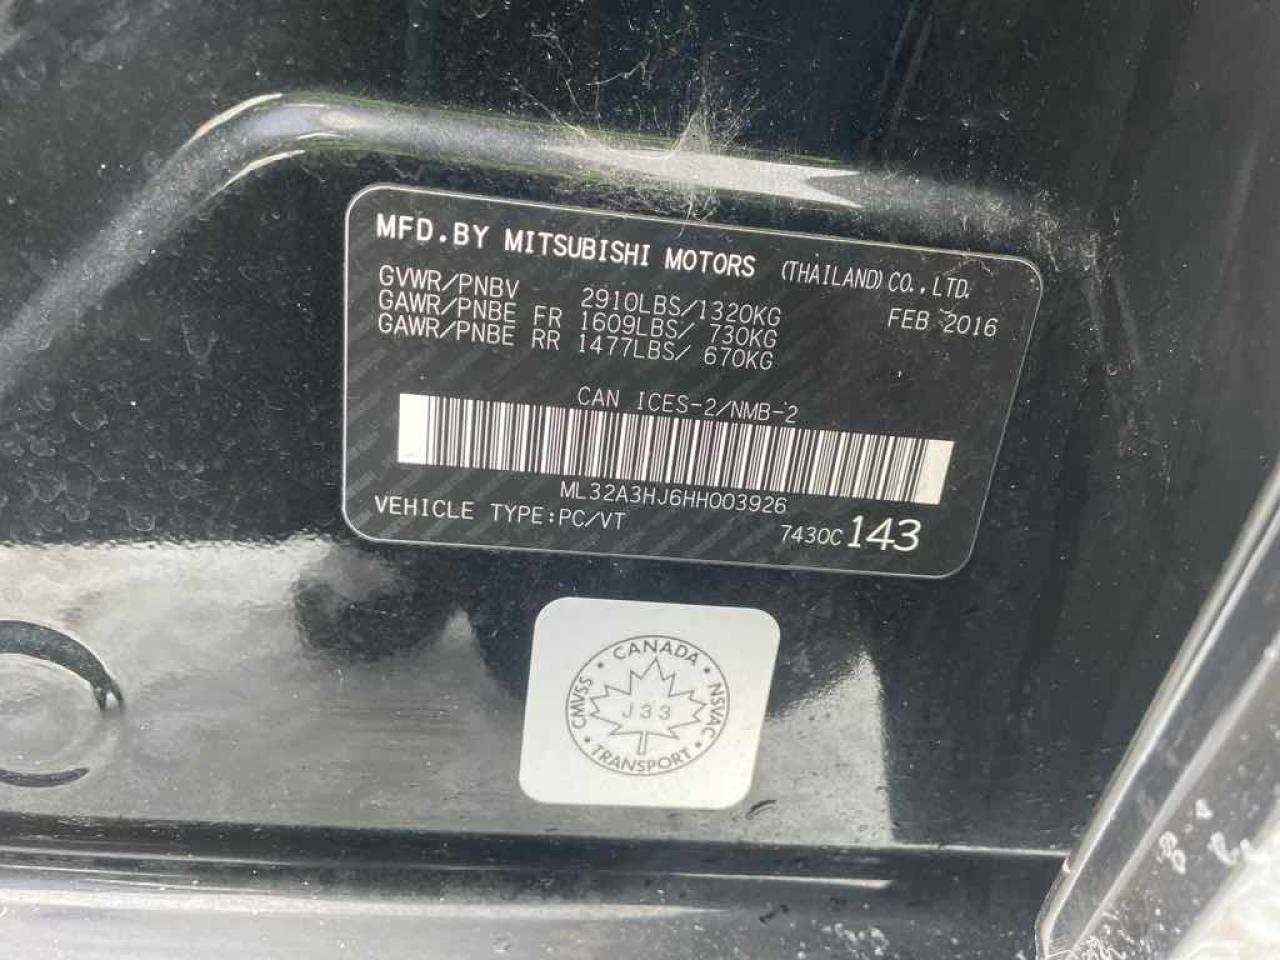 MFD.BY MITSUBISHI MOTORS (THAILAND)CO.,LTD.
GVWR/PNBV 2910LBS/1320KG FEB 2016
GAWR/PNBE FR 1609LBS/ 730KG
GAWR/PNBE RR 1477LBS/ 670KG
CAN ICES-2/NMB-2
ML32A3HJ6HH003926
VEHICLE TYPE:PC/VT 7430C 143
CANADA
CMVSS • NSVAC
J33
TRANSPORT